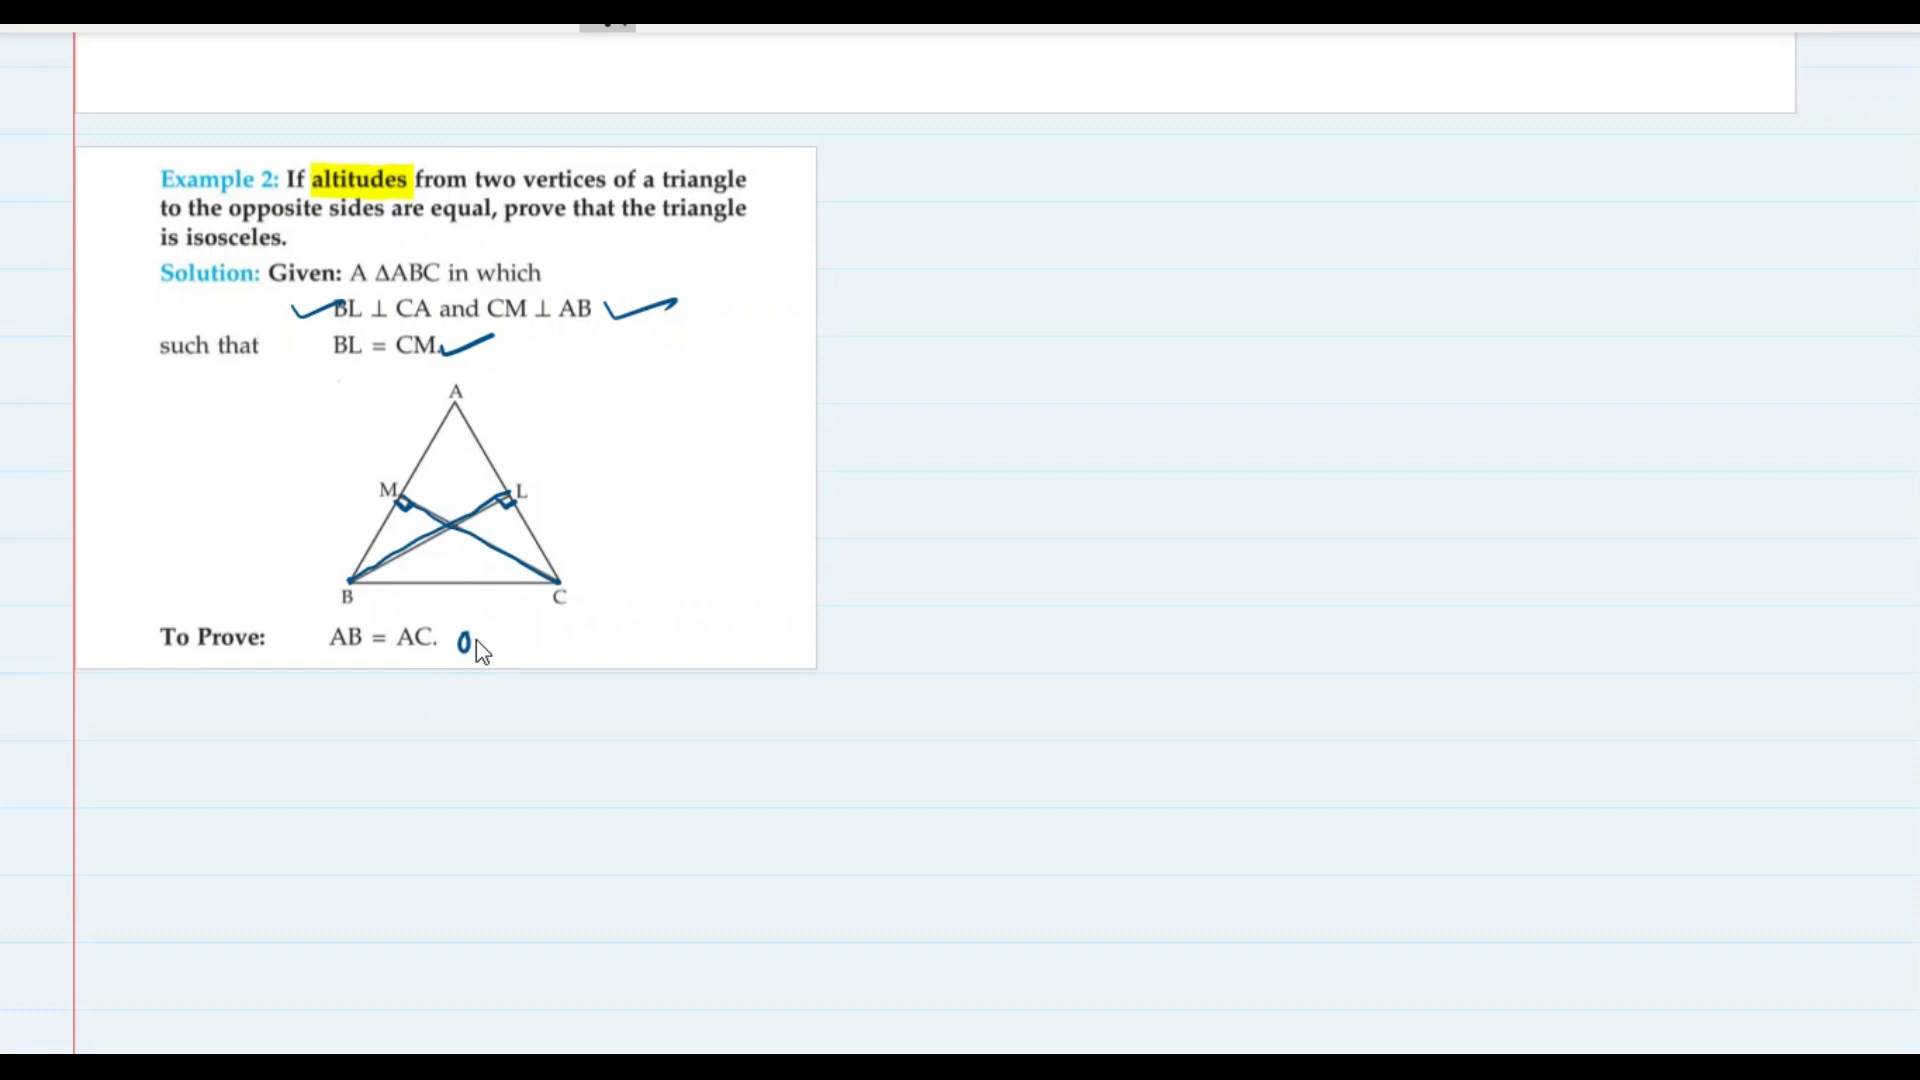 Example 2: If altitudes from two vertices of a triangle
to the opposite sides are equal, prove that the triangle
is isosceles.
Solution: Given: A ΔABC in which
BL ⊥ CA and CM ⊥ AB
such that BL = CM.
A
M L
B C
To Prove: AB = AC. O